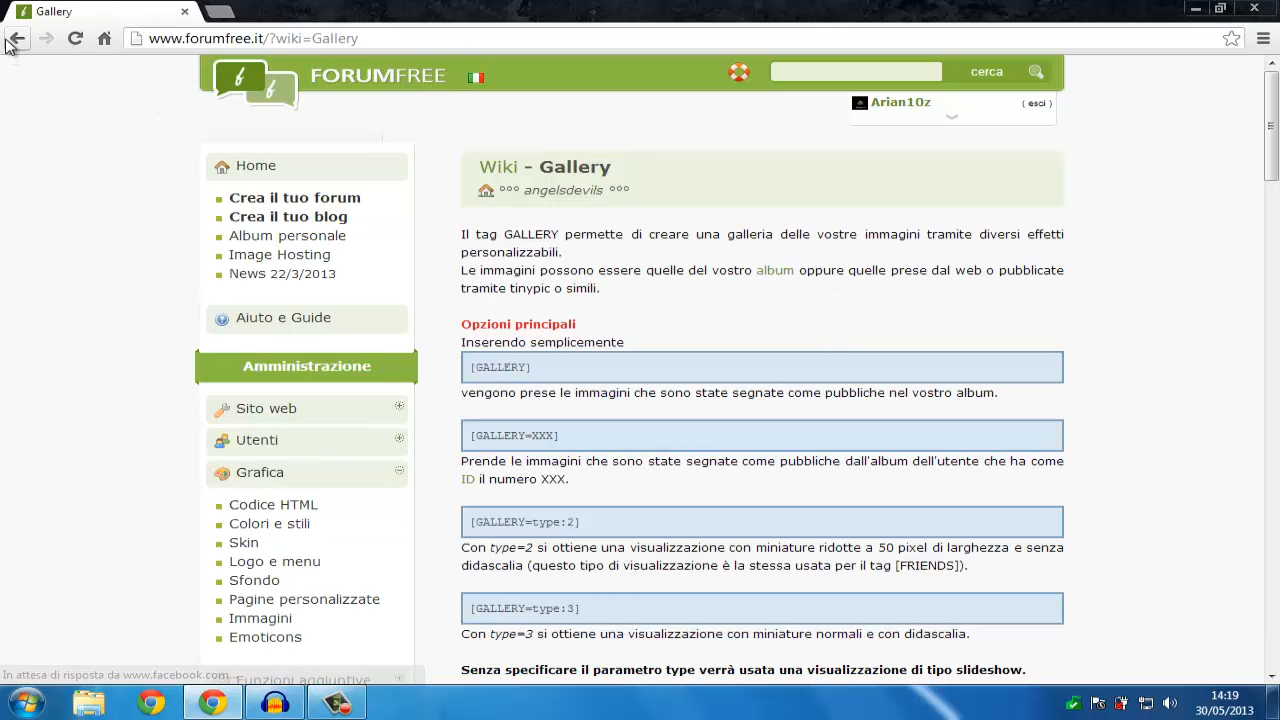 Gallery
www.forumfree.it/?wiki=Gallery
FORUMFREE
cerca
Arian10z
( esci )
Home
Crea il tuo forum
Crea il tuo blog
Album personale
Image Hosting
News 22/3/2013
Aiuto e Guide
Amministrazione
Sito web
Utenti
Grafica
Codice HTML
Colori e stili
Skin
Logo e menu
Sfondo
Pagine personalizzate
Immagini
Emoticons
Funzioni aggiuntive
Wiki - Gallery
°°° angelsdevils °°°
Il tag GALLERY permette di creare una galleria delle vostre immagini tramite diversi effetti
personalizzabili.
Le immagini possono essere quelle del vostro album oppure quelle prese dal web o pubblicate
tramite tinypic o simili.
Opzioni principali
Inserendo semplicemente
[GALLERY]
vengono prese le immagini che sono state segnate come pubbliche nel vostro album.
[GALLERY=XXX]
Prende le immagini che sono state segnate come pubbliche dall'album dell'utente che ha come
ID il numero XXX.
[GALLERY=type:2]
Con type=2 si ottiene una visualizzazione con miniature ridotte a 50 pixel di larghezza e senza
didascalia (questo tipo di visualizzazione è la stessa usata per il tag [FRIENDS]).
[GALLERY=type:3]
Con type=3 si ottiene una visualizzazione con miniature normali e con didascalia.
Senza specificare il parametro type verrà usata una visualizzazione di tipo slideshow.
In attesa di risposta da www.facebook.com...
14:19
30/05/2013